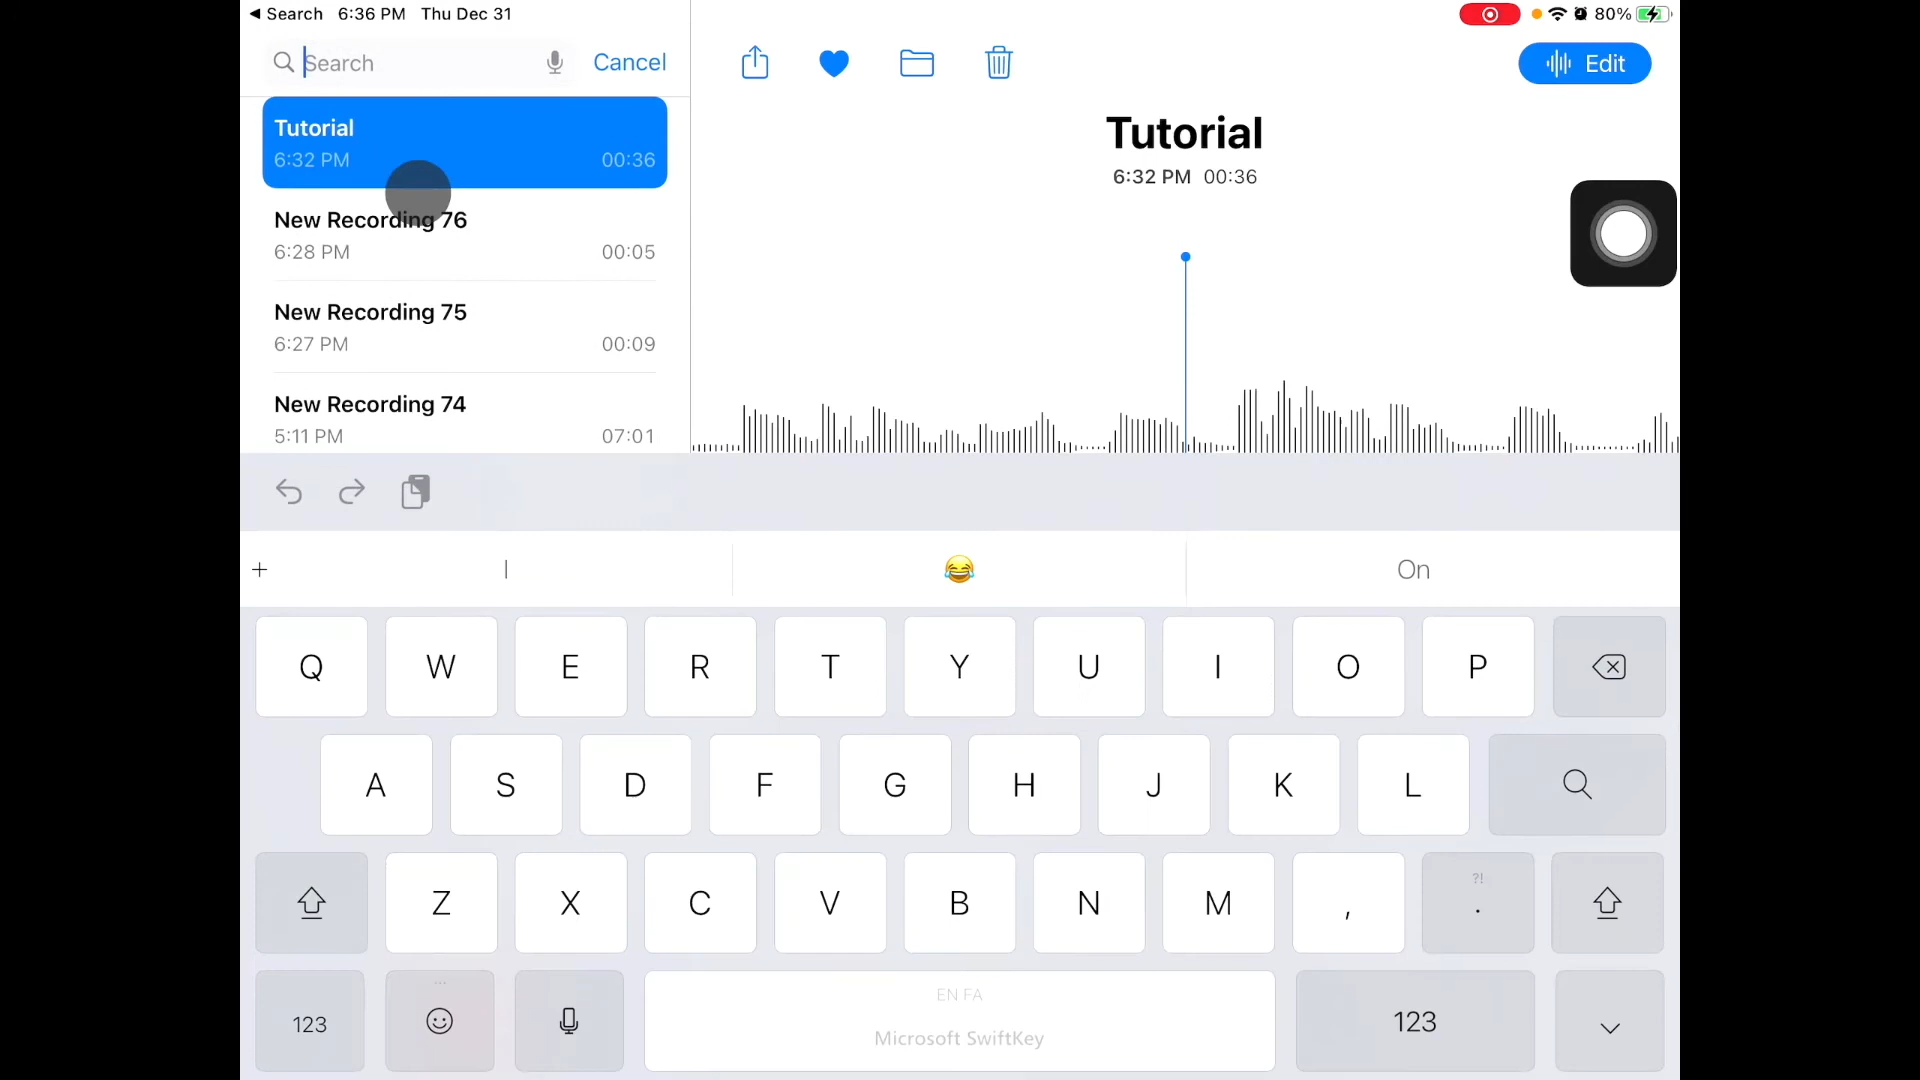 Search 6:36 PM Thu Dec 31
80%
Search
Cancel
Edit
Tutorial
6:32 PM 00:36
New Recording 76
6:28 PM 00:05
New Recording 75
6:27 PM 00:09
New Recording 74
5:11 PM 07:01
Tutorial
6:32 PM 00:36
+ I 😂 On
Q W E R T Y U I O P
A S D F G H J K L
Z X C V B N M , ?! .
123 EN FA 123
Microsoft SwiftKey